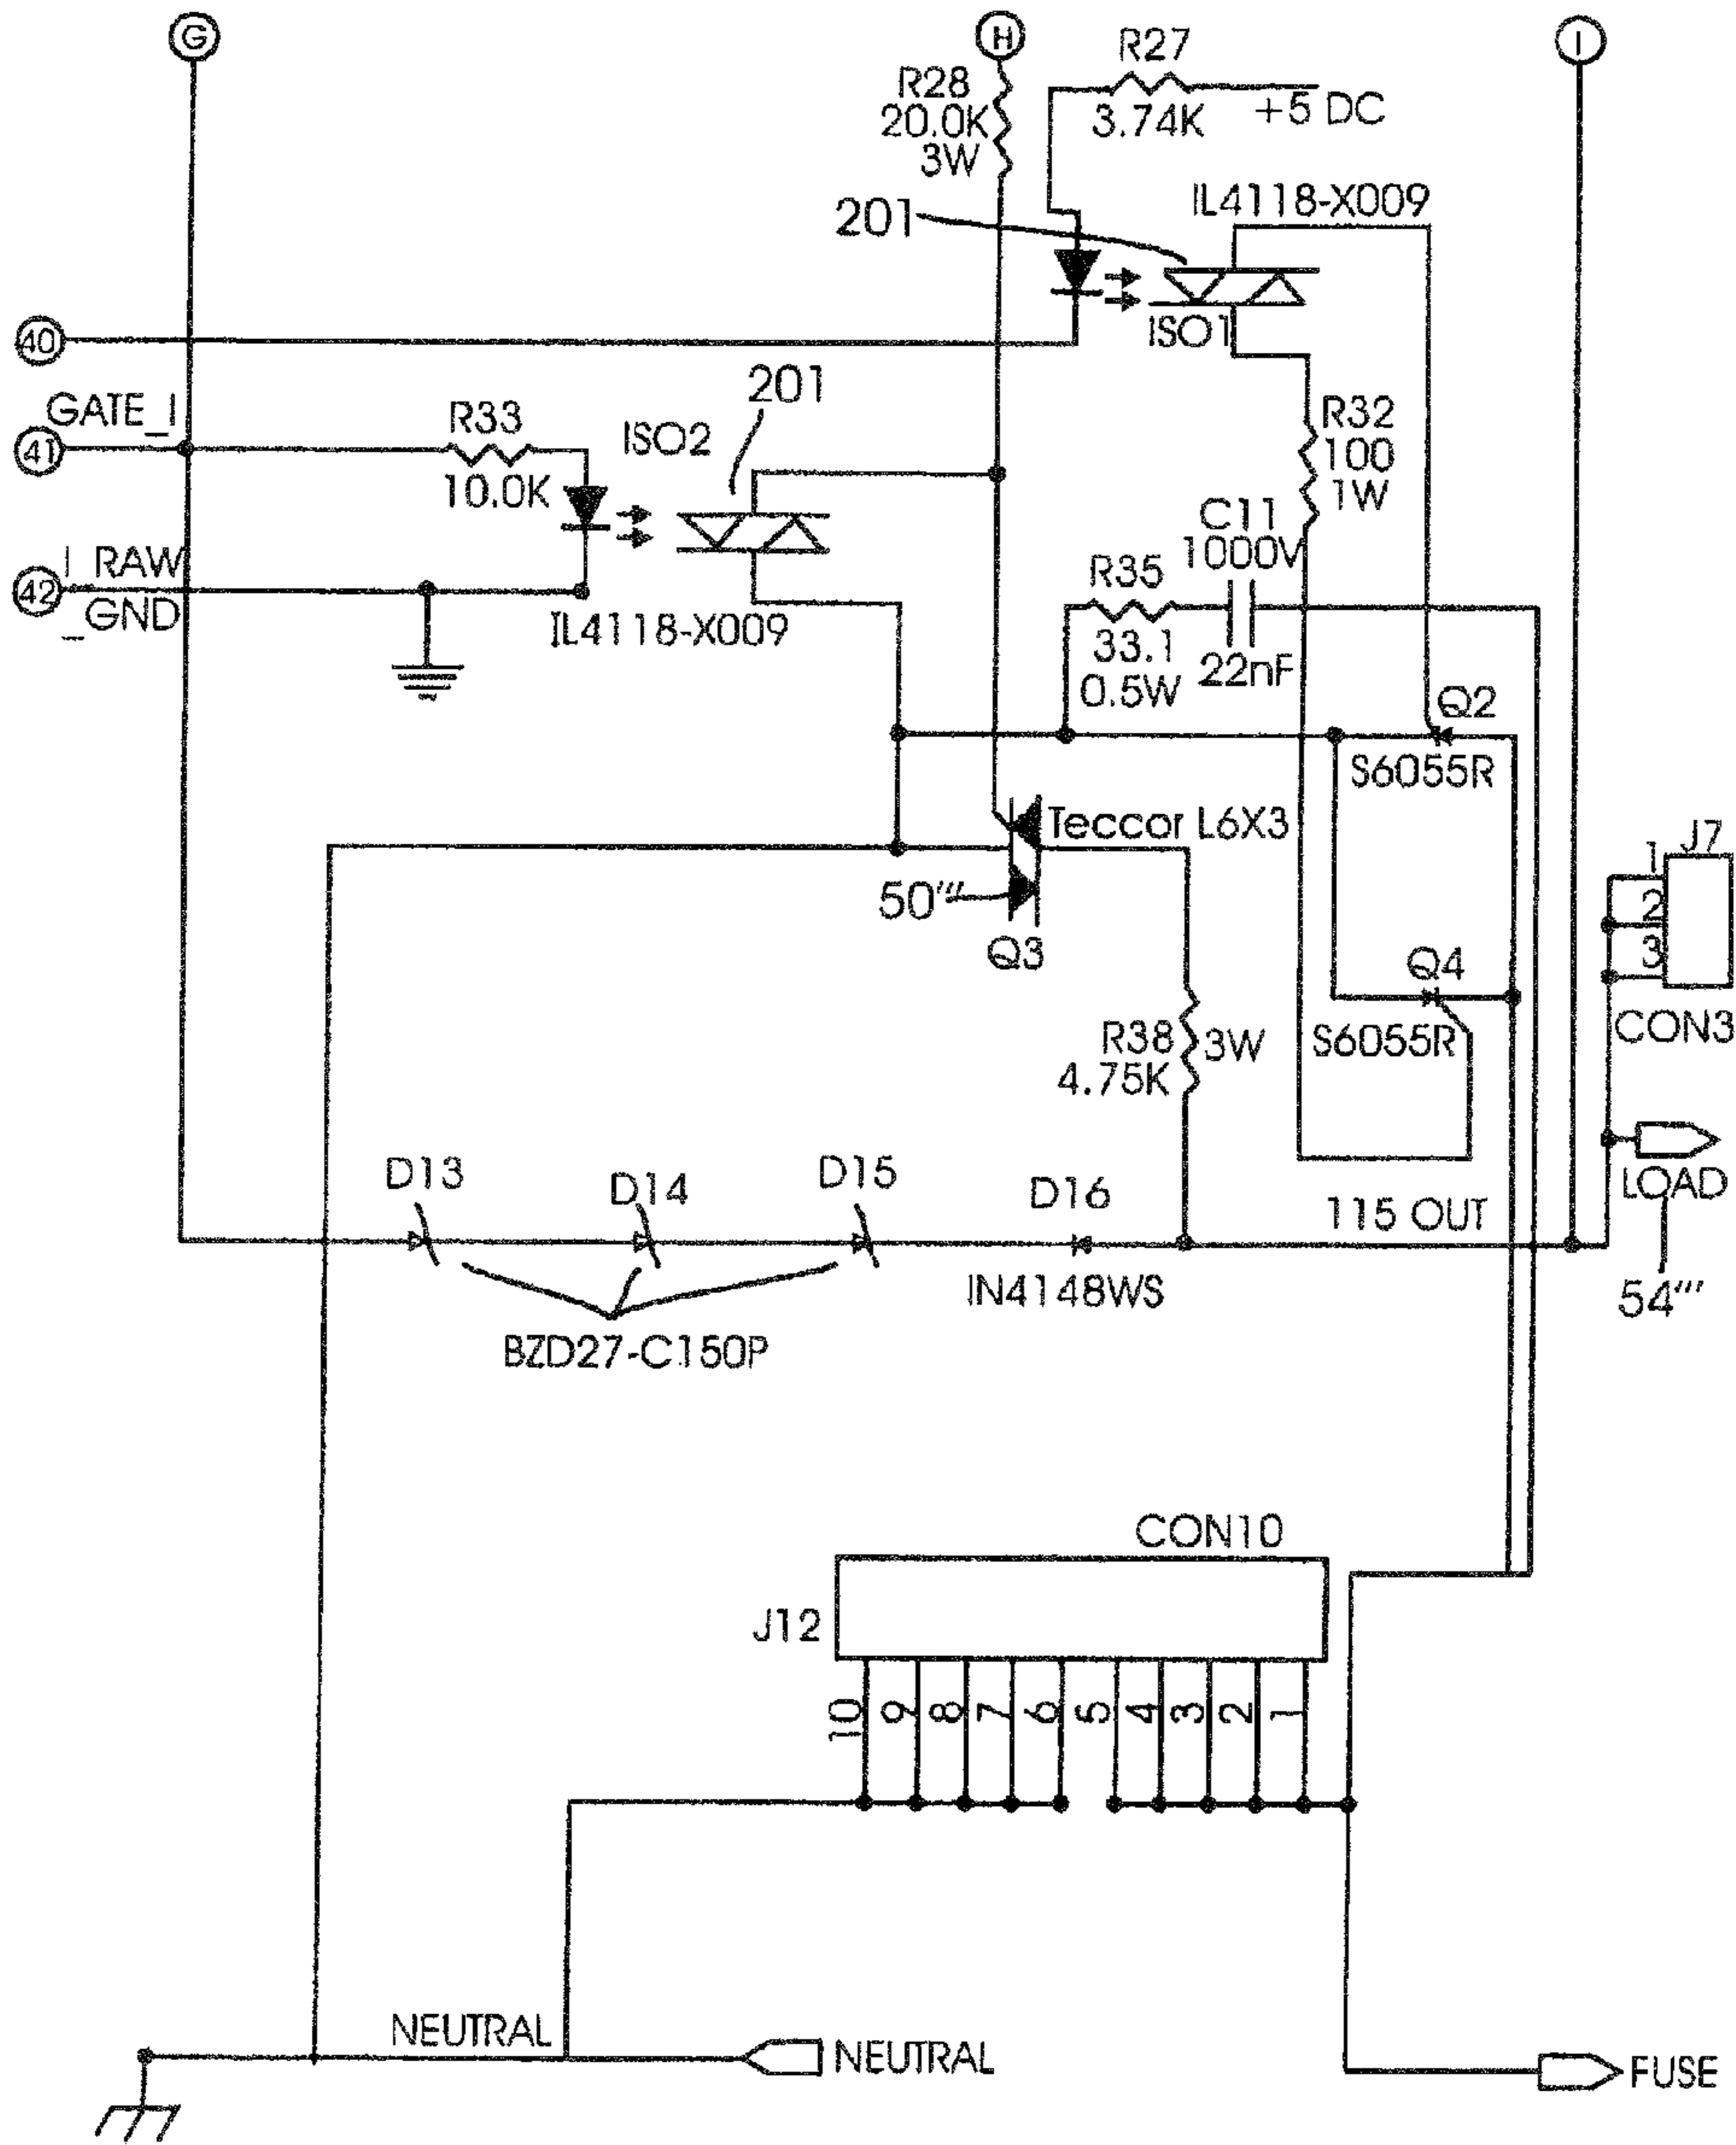 G
H
I
R27
3.74K
+5 DC
R28
20.0K
3W
IL4118-X009
201
ISO1
40
GATE_I
41
R33
10.0K
ISO2
201
R32
100
1W
I_RAW
_GND
42
IL4118-X009
C11
1000V
22nF
R35
33.1
0.5W
Q2
S6055R
Teccor L6X3
50''''
Q3
J7
1
2
3
CON3
Q4
S6055R
R38
4.75K
3W
LOAD
54'''
D13
D14
D15
D16
115 OUT
IN4148WS
BZD27-C150P
CON10
J12
10
9
8
7
6
5
4
3
2
1
NEUTRAL
NEUTRAL
FUSE